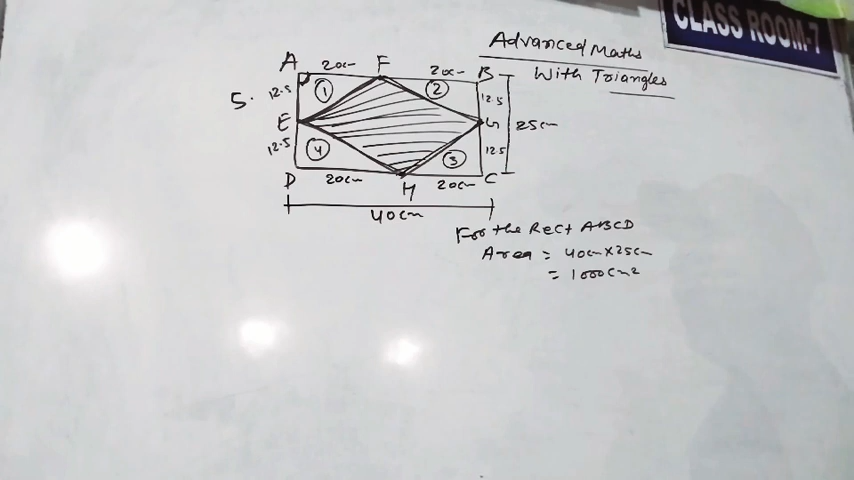 CLASS ROOM-7
Advanced Maths
With Triangles
5.
A 20cm F 20cm B
12.5 1 2 12.5
E G 25cm
12.5 4 3 12.5
D 20cm H 20cm C
40cm
For the Rect ABCD
Area = 40cm x 25cm
= 1000cm²